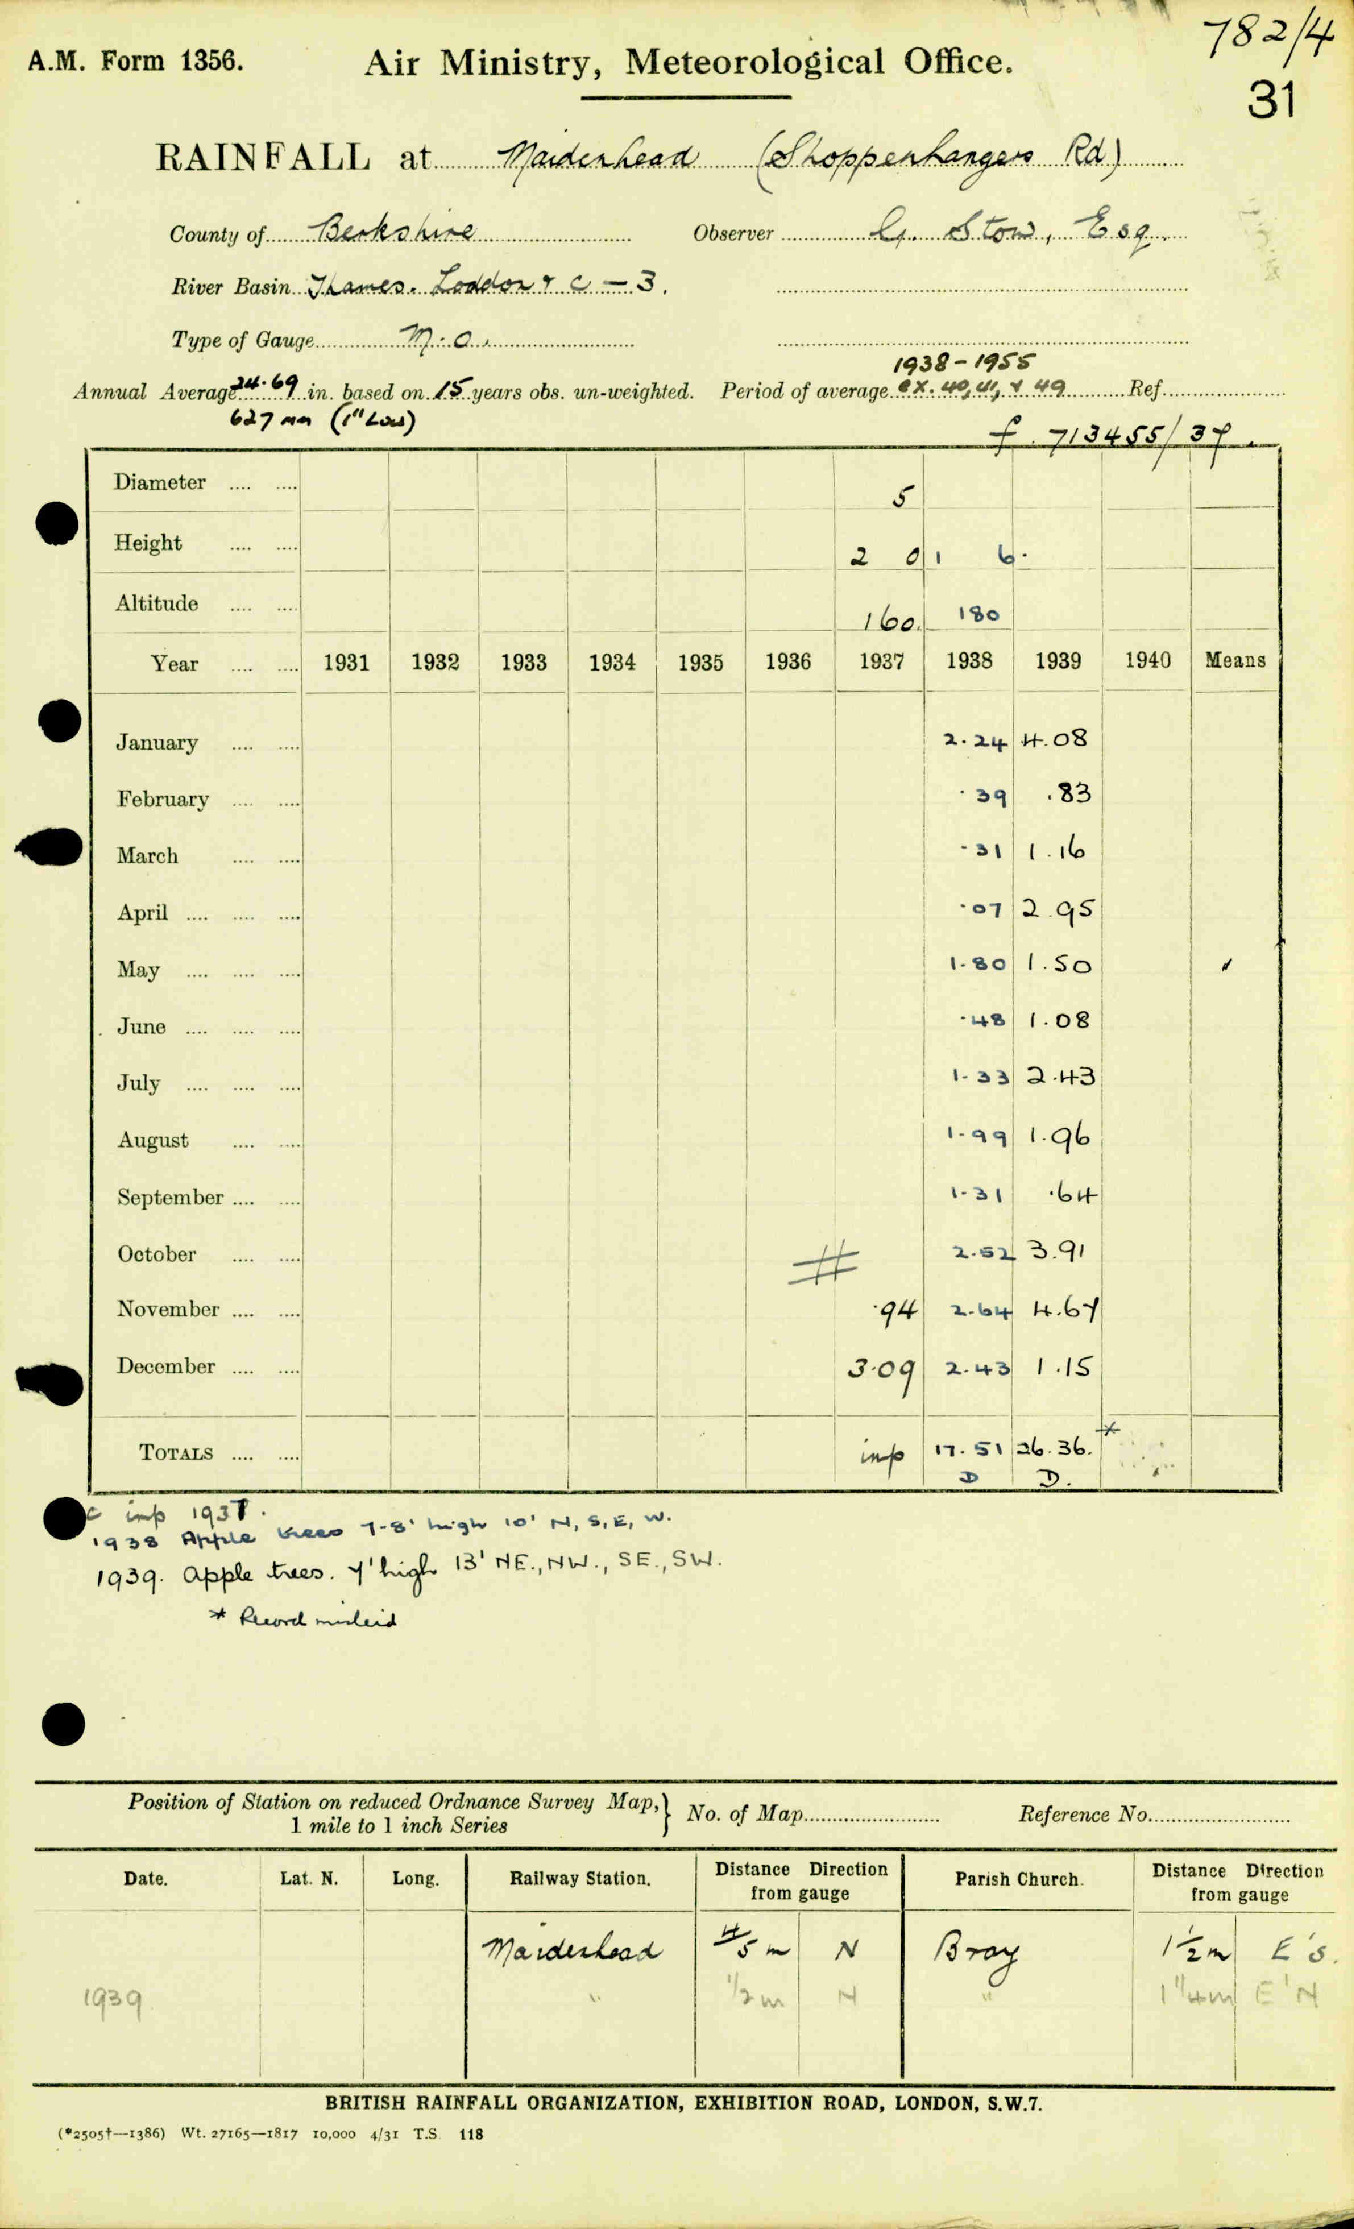 782/4
A.M. Form 1356. Air Ministry, Meteorological Office.
31
RAINFALL at Maidenhead (Shoppenhangers Rd)
County of Berkshire Observer G. Stow, Esq.
River Basin Thames. Loddon & C — 3.
Type of Gauge M.O.
1938-1955
Annual Average 24.69 in. based on 15 years obs. un-weighted. Period of average ex. 40, 41, & 49 Ref.
627 mm (1" Low)
f. 713455/37.
Diameter 5
Height 2 0 1 6.
Altitude 160. 180
Year 1931 1932 1933 1934 1935 1936 1937 1938 1939 1940 Means
January 2.24 4.08
February .39 .83
March .31 1.16
April .07 2.95
May 1.80 1.50
June .48 1.08
July 1.33 2.43
August 1.99 1.96
September 1.31 .64
October 2.52 3.91
November .94 2.64 4.67
December 3.09 2.43 1.15
TOTALS imp 17.51 26.36. *
D D.
c imp 1937.
1938 Apple trees 7-8' high 10' N, S, E, W.
1939. Apple trees. 7' high 13' NE., NW., SE., SW.
* Record mislaid
Position of Station on reduced Ordnance Survey Map, 1 mile to 1 inch Series } No. of Map Reference No.
Date. Lat. N. Long. Railway Station. Distance Direction from gauge Parish Church. Distance Direction from gauge
Maidenhead 4/5 m N Bray 1½ m E's.
1939 " 1/2 m N " 1 1/4 m E'N
BRITISH RAINFALL ORGANIZATION, EXHIBITION ROAD, LONDON, S.W.7.
(*2505†—1386) Wt. 27165—1817 10,000 4/31 T.S. 118